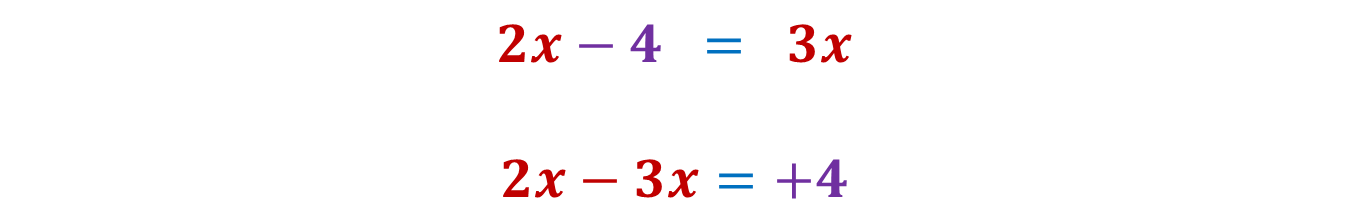 2x − 4 = 3x
2x − 3x = +4